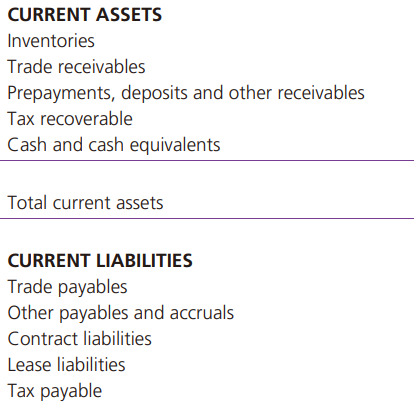 CURRENT ASSETS
Inventories
Trade receivables
Prepayments, deposits and other receivables
Tax recoverable
Cash and cash equivalents
Total current assets
CURRENT LIABILITIES
Trade payables
Other payables and accruals
Contract liabilities
Lease liabilities
Tax payable